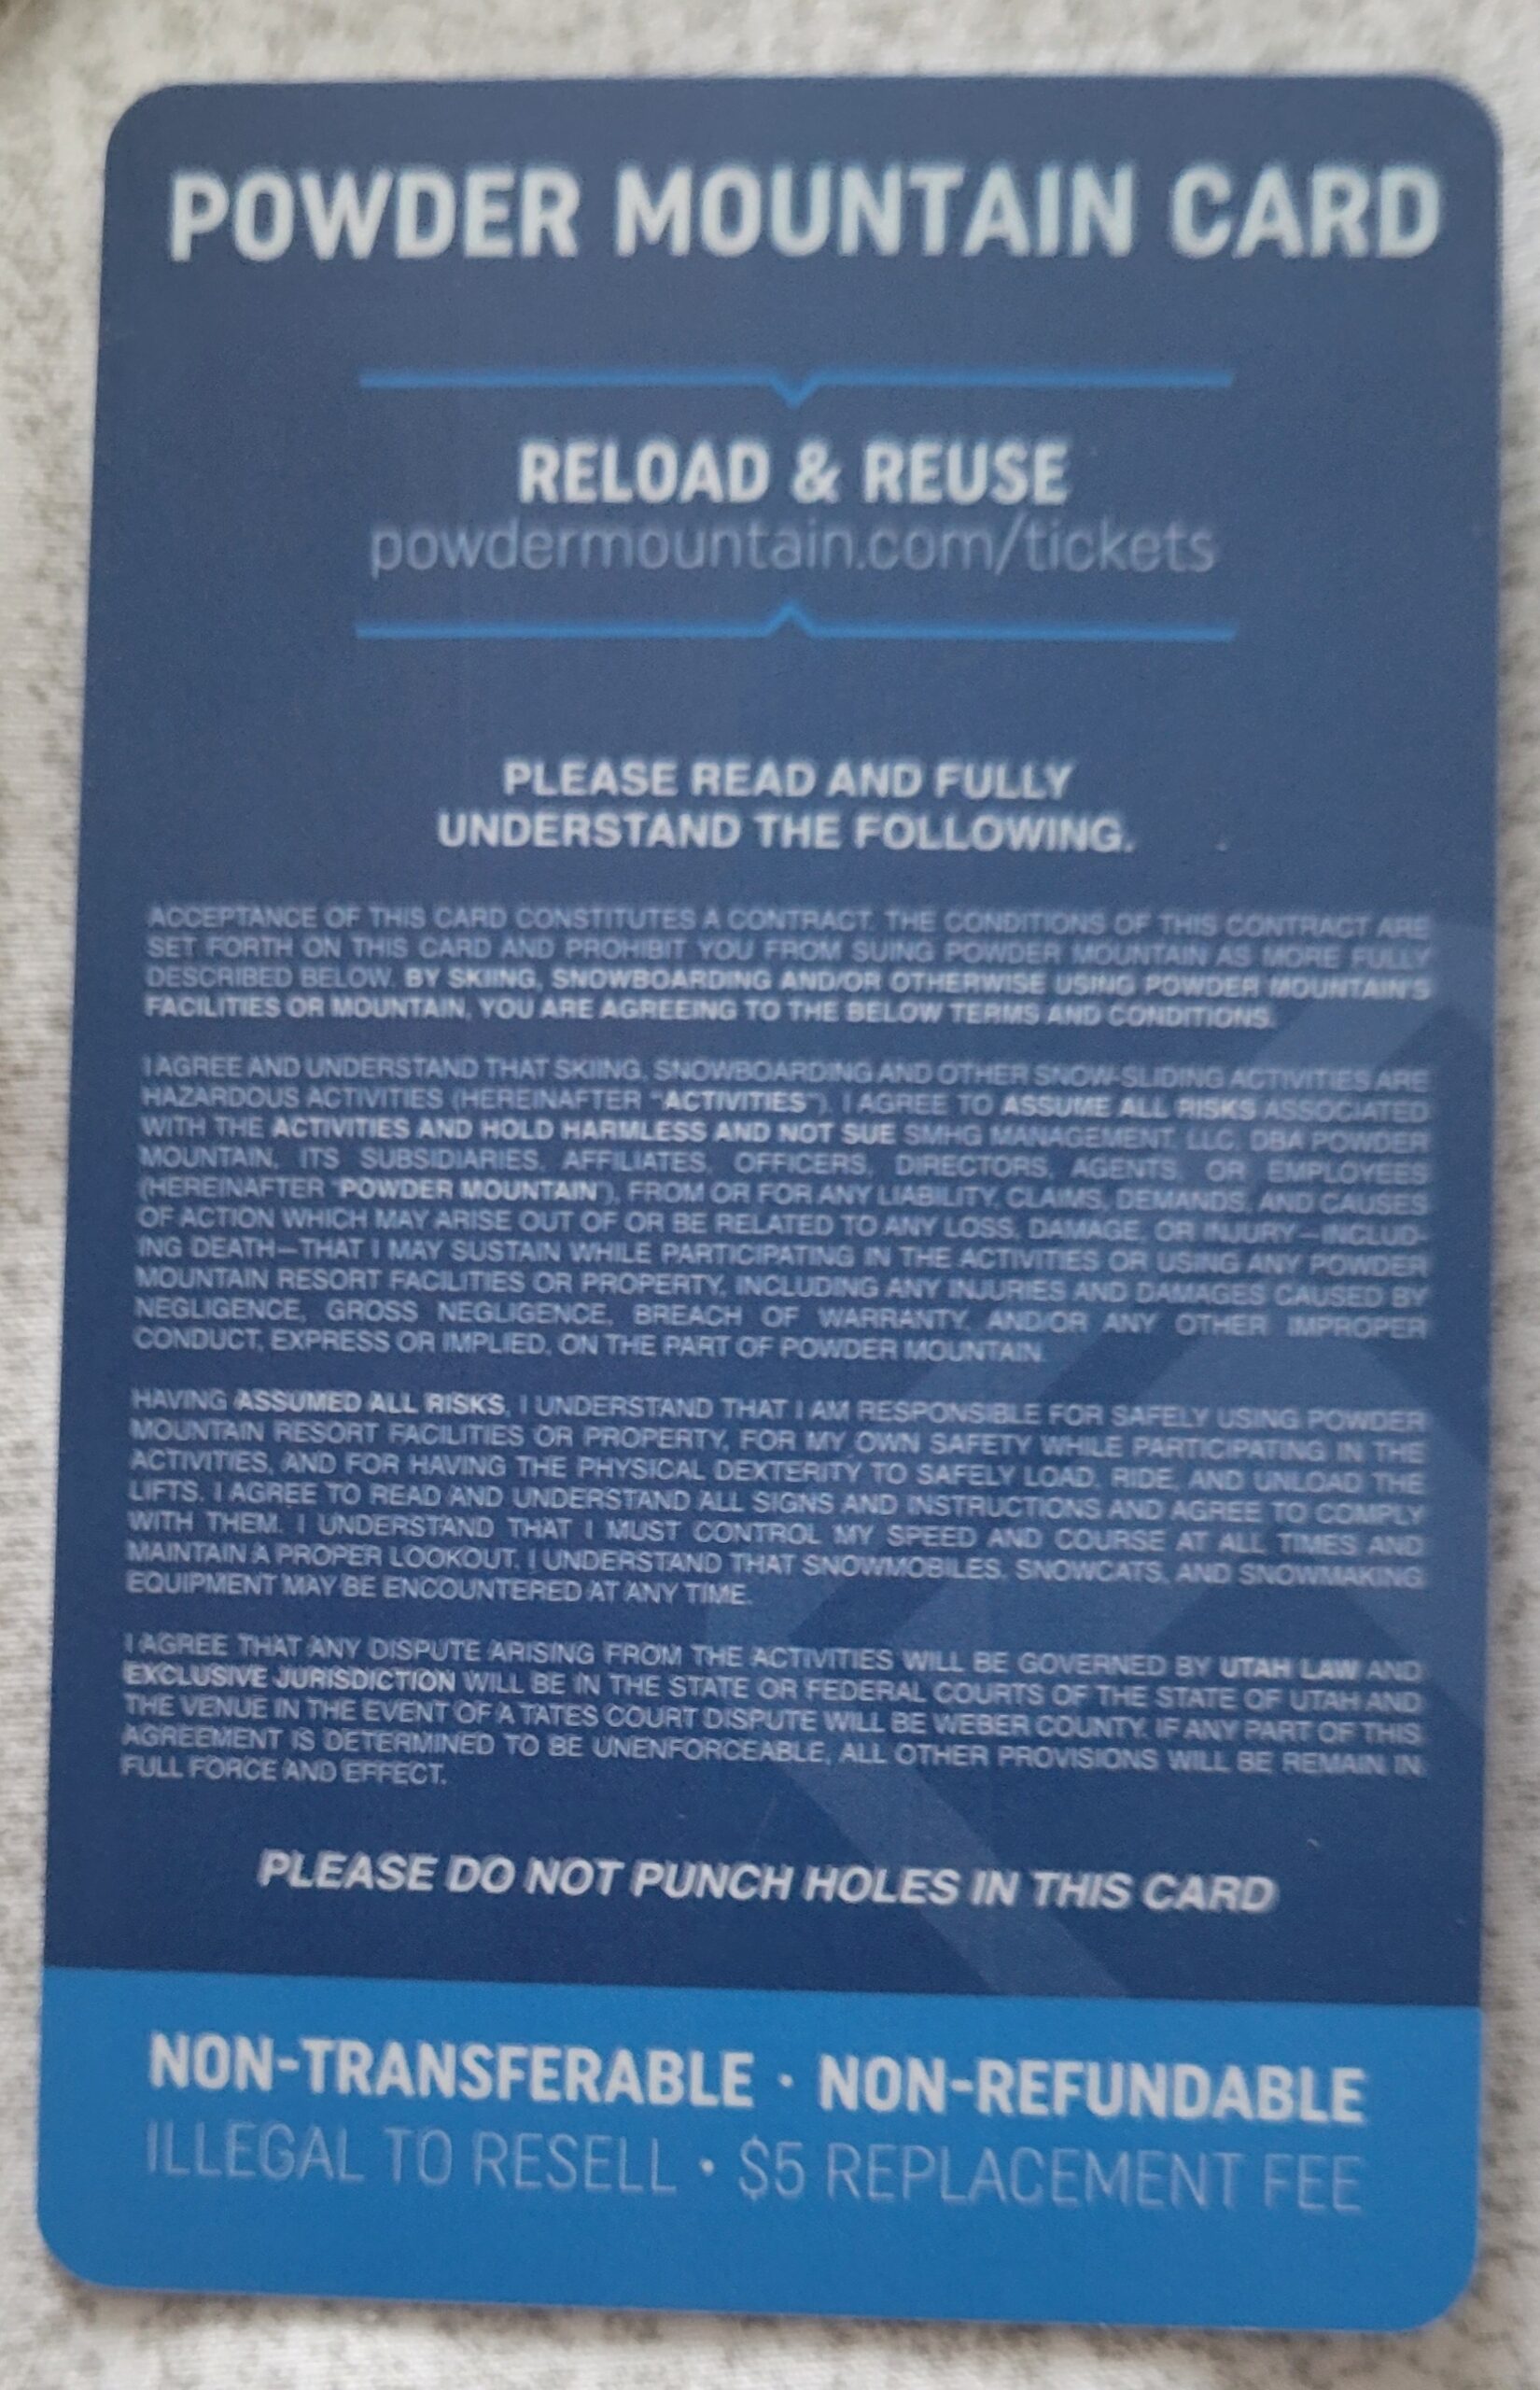 POWDER MOUNTAIN CARD
RELOAD & REUSE
powdermountain.com/tickets
PLEASE READ AND FULLY
UNDERSTAND THE FOLLOWING.
ACCEPTANCE OF THIS CARD CONSTITUTES A CONTRACT. THE CONDITIONS OF THIS CONTRACT ARE
SET FORTH ON THIS CARD AND PROHIBIT YOU FROM SUING POWDER MOUNTAIN AS MORE FULLY
DESCRIBED BELOW. BY SKIING, SNOWBOARDING AND/OR OTHERWISE USING POWDER MOUNTAIN'S
FACILITIES OR MOUNTAIN, YOU ARE AGREEING TO THE BELOW TERMS AND CONDITIONS.
I AGREE AND UNDERSTAND THAT SKIING, SNOWBOARDING AND OTHER SNOW-SLIDING ACTIVITIES ARE
HAZARDOUS ACTIVITIES (HEREINAFTER "ACTIVITIES"). I AGREE TO ASSUME ALL RISKS ASSOCIATED
WITH THE ACTIVITIES AND HOLD HARMLESS AND NOT SUE SMHG MANAGEMENT, LLC, DBA POWDER
MOUNTAIN, ITS SUBSIDIARIES, AFFILIATES, OFFICERS, DIRECTORS, AGENTS, OR EMPLOYEES
(HEREINAFTER "POWDER MOUNTAIN"), FROM OR FOR ANY LIABILITY, CLAIMS, DEMANDS, AND CAUSES
OF ACTION WHICH MAY ARISE OUT OF OR BE RELATED TO ANY LOSS, DAMAGE, OR INJURY—INCLUD-
ING DEATH—THAT I MAY SUSTAIN WHILE PARTICIPATING IN THE ACTIVITIES OR USING ANY POWDER
MOUNTAIN RESORT FACILITIES OR PROPERTY, INCLUDING ANY INJURIES AND DAMAGES CAUSED BY
NEGLIGENCE, GROSS NEGLIGENCE, BREACH OF WARRANTY, AND/OR ANY OTHER IMPROPER
CONDUCT, EXPRESS OR IMPLIED, ON THE PART OF POWDER MOUNTAIN.
HAVING ASSUMED ALL RISKS, I UNDERSTAND THAT I AM RESPONSIBLE FOR SAFELY USING POWDER
MOUNTAIN RESORT FACILITIES OR PROPERTY, FOR MY OWN SAFETY WHILE PARTICIPATING IN THE
ACTIVITIES, AND FOR HAVING THE PHYSICAL DEXTERITY TO SAFELY LOAD, RIDE, AND UNLOAD THE
LIFTS. I AGREE TO READ AND UNDERSTAND ALL SIGNS AND INSTRUCTIONS AND AGREE TO COMPLY
WITH THEM. I UNDERSTAND THAT I MUST CONTROL MY SPEED AND COURSE AT ALL TIMES AND
MAINTAIN A PROPER LOOKOUT. I UNDERSTAND THAT SNOWMOBILES, SNOWCATS, AND SNOWMAKING
EQUIPMENT MAY BE ENCOUNTERED AT ANY TIME.
I AGREE THAT ANY DISPUTE ARISING FROM THE ACTIVITIES WILL BE GOVERNED BY UTAH LAW AND
EXCLUSIVE JURISDICTION WILL BE IN THE STATE OR FEDERAL COURTS OF THE STATE OF UTAH AND
THE VENUE IN THE EVENT OF A TATES COURT DISPUTE WILL BE WEBER COUNTY. IF ANY PART OF THIS
AGREEMENT IS DETERMINED TO BE UNENFORCEABLE, ALL OTHER PROVISIONS WILL BE REMAIN IN
FULL FORCE AND EFFECT.
PLEASE DO NOT PUNCH HOLES IN THIS CARD
NON-TRANSFERABLE · NON-REFUNDABLE
ILLEGAL TO RESELL · $5 REPLACEMENT FEE